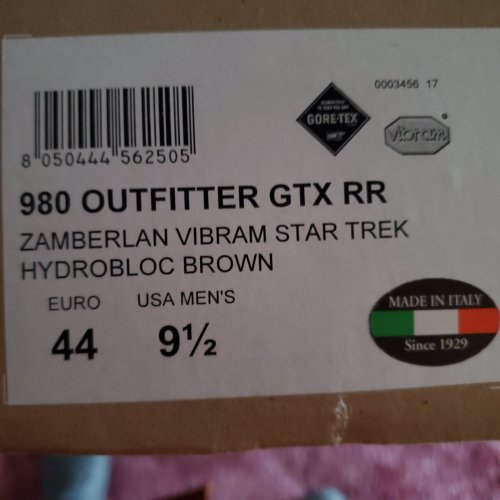 0003456 17
GORE-TEX
vibram
8 050444 562505
980 OUTFITTER GTX RR
ZAMBERLAN VIBRAM STAR TREK
HYDROBLOC BROWN
EURO USA MEN'S
44 9½
MADE IN ITALY
Since 1929